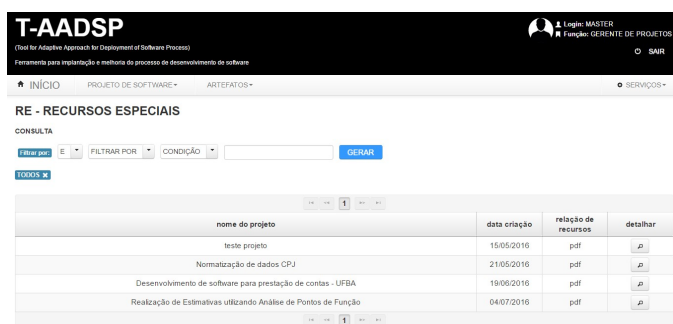 T-AADSP
(Tool for Adaptive Approach for Deployment of Software Process)
Ferramenta para implantação e melhoria do processo de desenvolvimento de software
Login: MASTER
Função: GERENTE DE PROJETOS
SAIR
INÍCIO PROJETO DE SOFTWARE ARTEFATOS SERVIÇOS
RE - RECURSOS ESPECIAIS
CONSULTA
Filtrar por: E FILTRAR POR CONDIÇÃO GERAR
TODOS
1
nome do projeto data criação relação de recursos detalhar
teste projeto 15/05/2016 pdf
Normatização de dados CPJ 21/05/2016 pdf
Desenvolvimento de software para prestação de contas - UFBA 19/06/2016 pdf
Realização de Estimativas utilizando Análise de Pontos de Função 04/07/2016 pdf
1